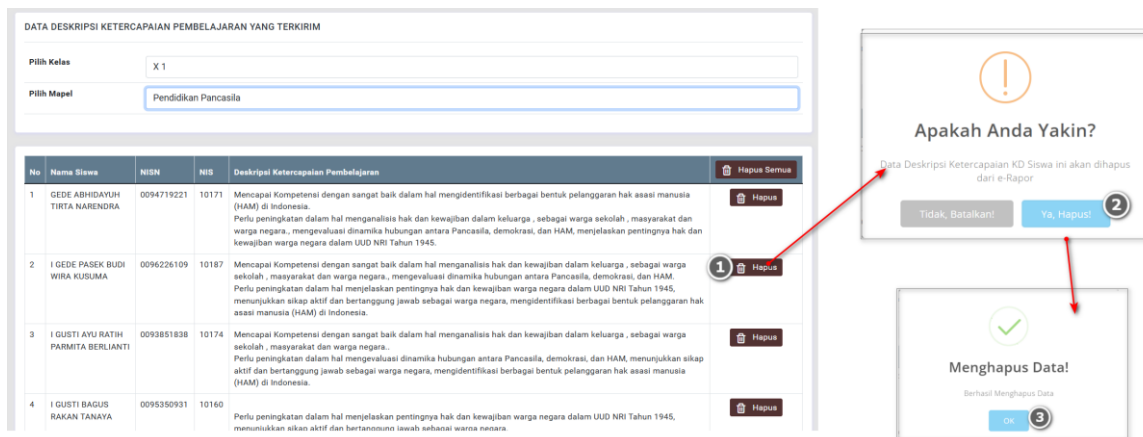 DATA DESKRIPSI KETERCAPAIAN PEMBELAJARAN YANG TERKIRIM
Pilih Kelas
X 1
Pilih Mapel
Pendidikan Pancasila
No Nama Siswa NISN NIS Deskripsi Ketercapaian Pembelajaran Hapus Semua
1 GEDE ABHIDAYUH TIRTA NARENDRA 0094719221 10171
Mencapai Kompetensi dengan sangat baik dalam hal mengidentifikasi berbagai bentuk pelanggaran hak asasi manusia
(HAM) di Indonesia.
Perlu peningkatan dalam hal menganalisis hak dan kewajiban dalam keluarga , sebagai warga sekolah , masyarakat dan
warga negara., mengevaluasi dinamika hubungan antara Pancasila, demokrasi, dan HAM, menjelaskan pentingnya hak dan
kewajiban warga negara dalam UUD NRI Tahun 1945.
Hapus
2 I GEDE PASEK BUDI WIRA KUSUMA 0096226109 10187
Mencapai Kompetensi dengan sangat baik dalam hal menganalisis hak dan kewajiban dalam keluarga , sebagai warga
sekolah , masyarakat dan warga negara., mengevaluasi dinamika hubungan antara Pancasila, demokrasi, dan HAM.
Perlu peningkatan dalam hal menjelaskan pentingnya hak dan kewajiban warga negara dalam UUD NRI Tahun 1945,
menunjukkan sikap aktif dan bertanggung jawab sebagai warga negara, mengidentifikasi berbagai bentuk pelanggaran hak
asasi manusia (HAM) di Indonesia.
1 Hapus
3 I GUSTI AYU RATIH PARMITA BERLIANTI 0093851838 10174
Mencapai Kompetensi dengan sangat baik dalam hal menganalisis hak dan kewajiban dalam keluarga , sebagai warga
sekolah , masyarakat dan warga negara..
Perlu peningkatan dalam hal mengevaluasi dinamika hubungan antara Pancasila, demokrasi, dan HAM, menunjukkan sikap
aktif dan bertanggung jawab sebagai warga negara, mengidentifikasi berbagai bentuk pelanggaran hak asasi manusia
(HAM) di Indonesia.
Hapus
4 I GUSTI BAGUS RAKAN TANAYA 0095350931 10160
Perlu peningkatan dalam hal menjelaskan pentingnya hak dan kewajiban warga negara dalam UUD NRI Tahun 1945,
menunjukkan sikap aktif dan bertanggung jawab sebagai warga negara.
Hapus
Apakah Anda Yakin?
Data Deskripsi Ketercapaian KD Siswa ini akan dihapus
dari e-Rapor
Tidak, Batalkan!
Ya, Hapus! 2
Menghapus Data!
Berhasil Menghapus Data
OK 3